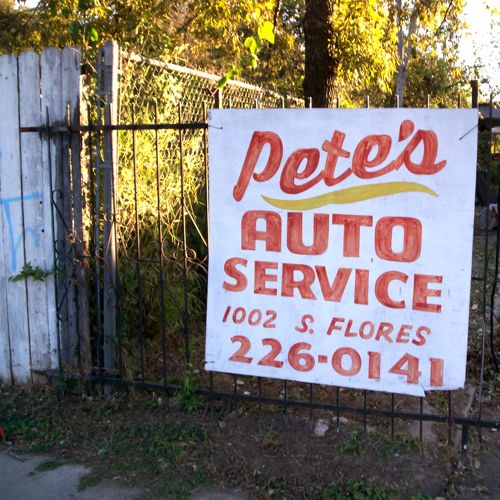 Pete's
AUTO
SERVICE
1002 S. FLORES
226-0141